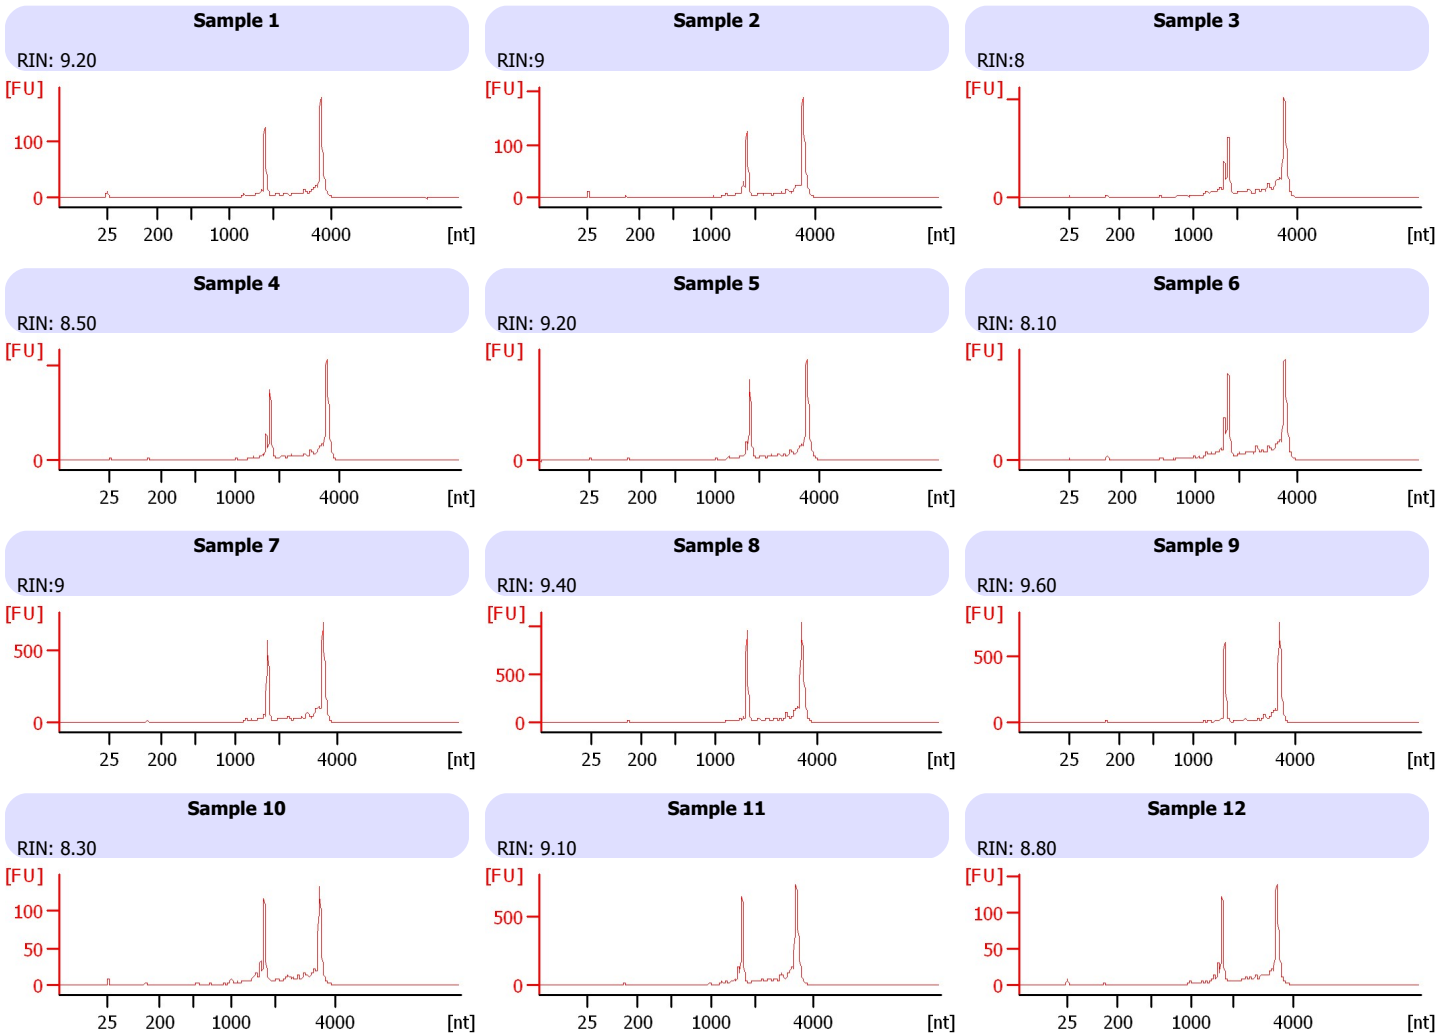 Sample 1
RIN: 9.20
[FU]
100
0
25 200 1000 4000 [nt]
Sample 2
RIN:9
[FU]
100
0
25 200 1000 4000 [nt]
Sample 3
RIN:8
[FU]
0
25 200 1000 4000 [nt]
Sample 4
RIN: 8.50
[FU]
0
25 200 1000 4000 [nt]
Sample 5
RIN: 9.20
[FU]
0
25 200 1000 4000 [nt]
Sample 6
RIN: 8.10
[FU]
0
25 200 1000 4000 [nt]
Sample 7
RIN:9
[FU]
500
0
25 200 1000 4000 [nt]
Sample 8
RIN: 9.40
[FU]
500
0
25 200 1000 4000 [nt]
Sample 9
RIN: 9.60
[FU]
500
0
25 200 1000 4000 [nt]
Sample 10
RIN: 8.30
[FU]
100
50
0
25 200 1000 4000 [nt]
Sample 11
RIN: 9.10
[FU]
500
0
25 200 1000 4000 [nt]
Sample 12
RIN: 8.80
[FU]
100
50
0
25 200 1000 4000 [nt]